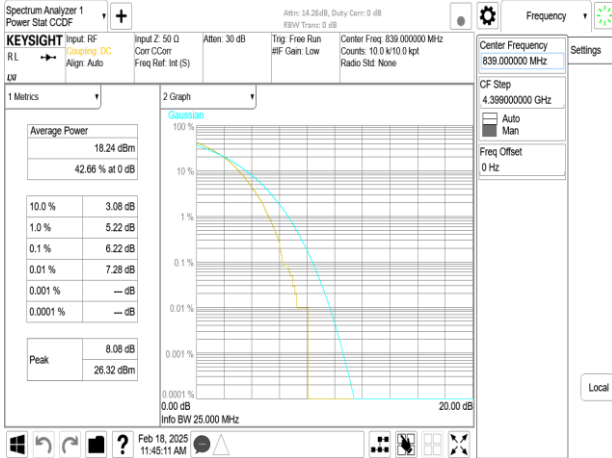 Spectrum Analyzer 1
Power Stat CCDF
+
Attn: 14.26dB, Duty Corr: 0 dB
RBW Trans: 0 dB
Frequency
KEYSIGHT
RL
LXI
Input: RF
Coupling: DC
Align: Auto
Input Z: 50 Ω
Corr CCorr
Freq Ref: Int (S)
Atten: 30 dB
Trig: Free Run
#IF Gain: Low
Center Freq: 839.000000 MHz
Counts: 10.0 k/10.0 kpt
Radio Std: None
Center Frequency
839.000000 MHz
Settings
CF Step
4.399000000 GHz
Auto
Man
Freq Offset
0 Hz
Local
1 Metrics
Average Power
18.24 dBm
42.66 % at 0 dB
10.0 % 3.08 dB
1.0 % 5.22 dB
0.1 % 6.22 dB
0.01 % 7.28 dB
0.001 % --- dB
0.0001 % --- dB
Peak
8.08 dB
26.32 dBm
2 Graph
Gaussian
100 %
10 %
1 %
0.1 %
0.01 %
0.001 %
0.0001 %
0.00 dB 20.00 dB
Info BW 25.000 MHz
?
Feb 18, 2025
11:45:11 AM